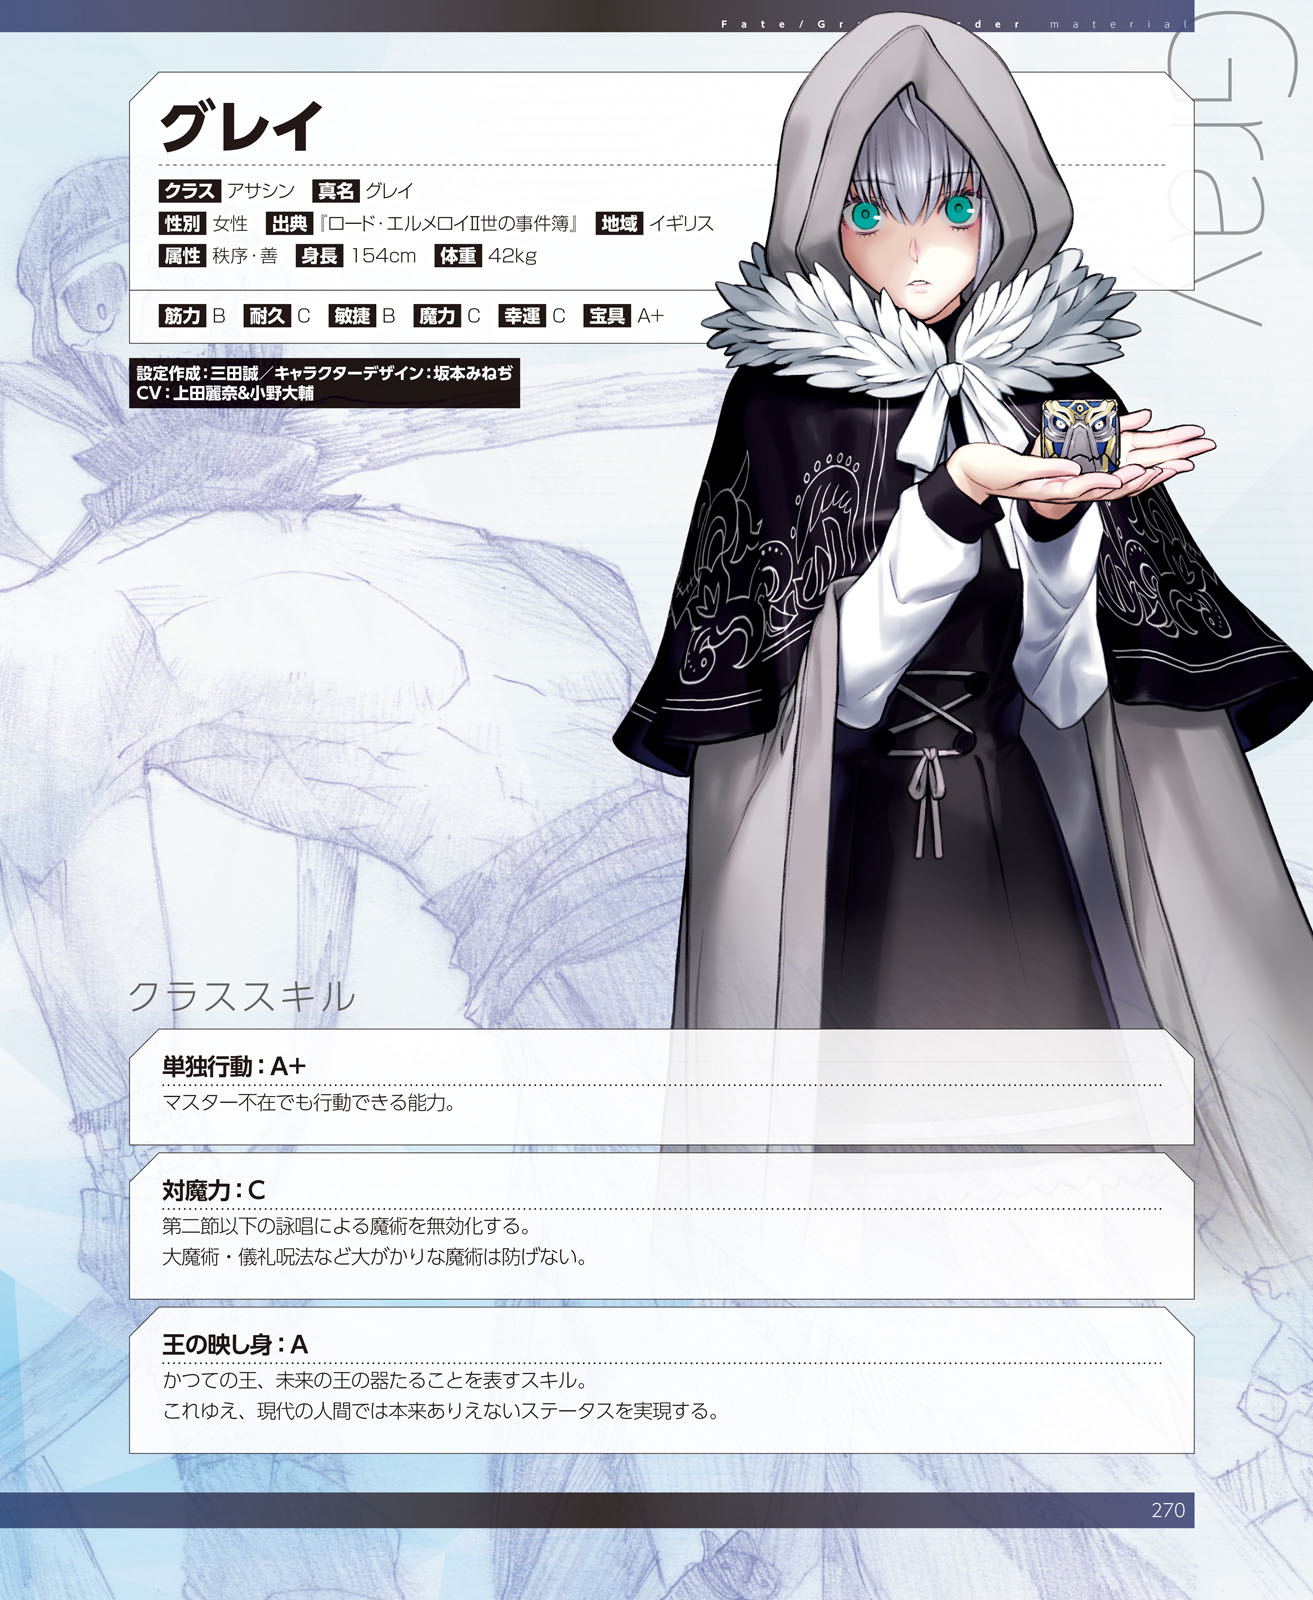 Fate/Gr    rder material
Gray
グレイ
クラス アサシン 真名 グレイ
性別 女性 出典 『ロード・エルメロイⅡ世の事件簿』 地域 イギリス
属性 秩序・善 身長 154cm 体重 42kg
筋力 B 耐久 C 敏捷 B 魔力 C 幸運 C 宝具 A+
設定作成：三田誠／キャラクターデザイン：坂本みねぢ
CV：上田麗奈&小野大輔
クラススキル
単独行動：A+
マスター不在でも行動できる能力。
対魔力：C
第二節以下の詠唱による魔術を無効化する。
大魔術・儀礼呪法など大がかりな魔術は防げない。
王の映し身：A
かつての王、未来の王の器たることを表すスキル。
これゆえ、現代の人間では本来ありえないステータスを実現する。
270